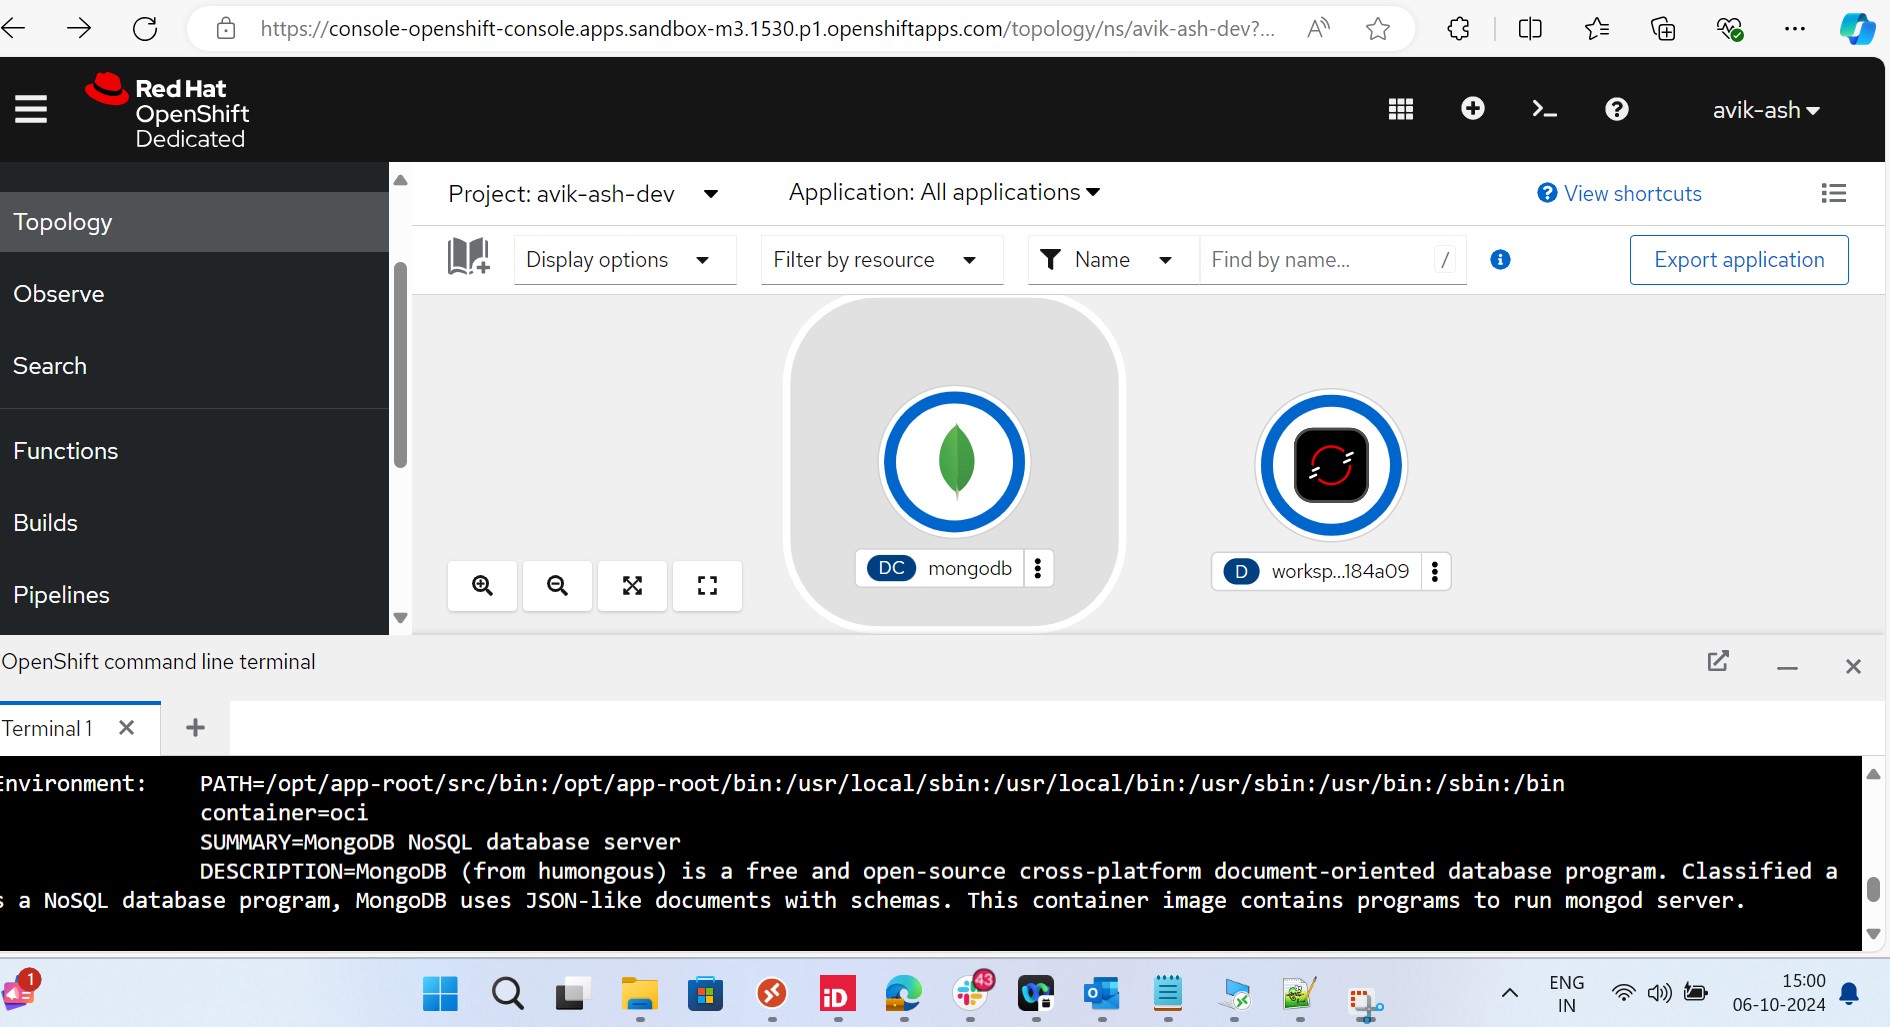 https://console-openshift-console.apps.sandbox-m3.1530.p1.openshiftapps.com/topology/ns/avik-ash-dev?...
Red Hat
OpenShift
Dedicated
avik-ash
Topology
Observe
Search
Functions
Builds
Pipelines
Project: avik-ash-dev
Application: All applications
View shortcuts
Display options
Filter by resource
Name
Find by name...
/
Export application
DC mongodb
D worksp...184a09
OpenShift command line terminal
Terminal 1
Environment: PATH=/opt/app-root/src/bin:/opt/app-root/bin:/usr/local/sbin:/usr/local/bin:/usr/sbin:/usr/bin:/sbin:/bin
container=oci
SUMMARY=MongoDB NoSQL database server
DESCRIPTION=MongoDB (from humongous) is a free and open-source cross-platform document-oriented database program. Classified a
s a NoSQL database program, MongoDB uses JSON-like documents with schemas. This container image contains programs to run mongod server.
1
iD
43
ENG
IN
15:00
06-10-2024